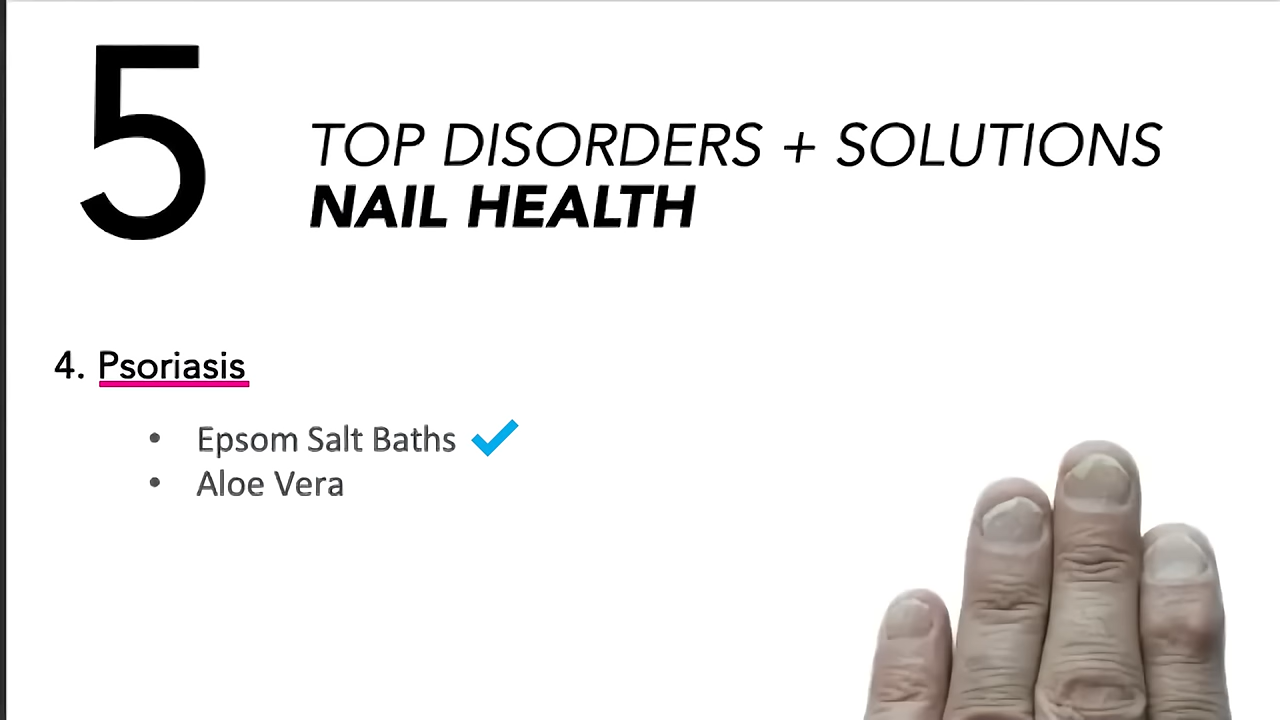 5
TOP DISORDERS + SOLUTIONS
NAIL HEALTH
4. Psoriasis
• Epsom Salt Baths
• Aloe Vera